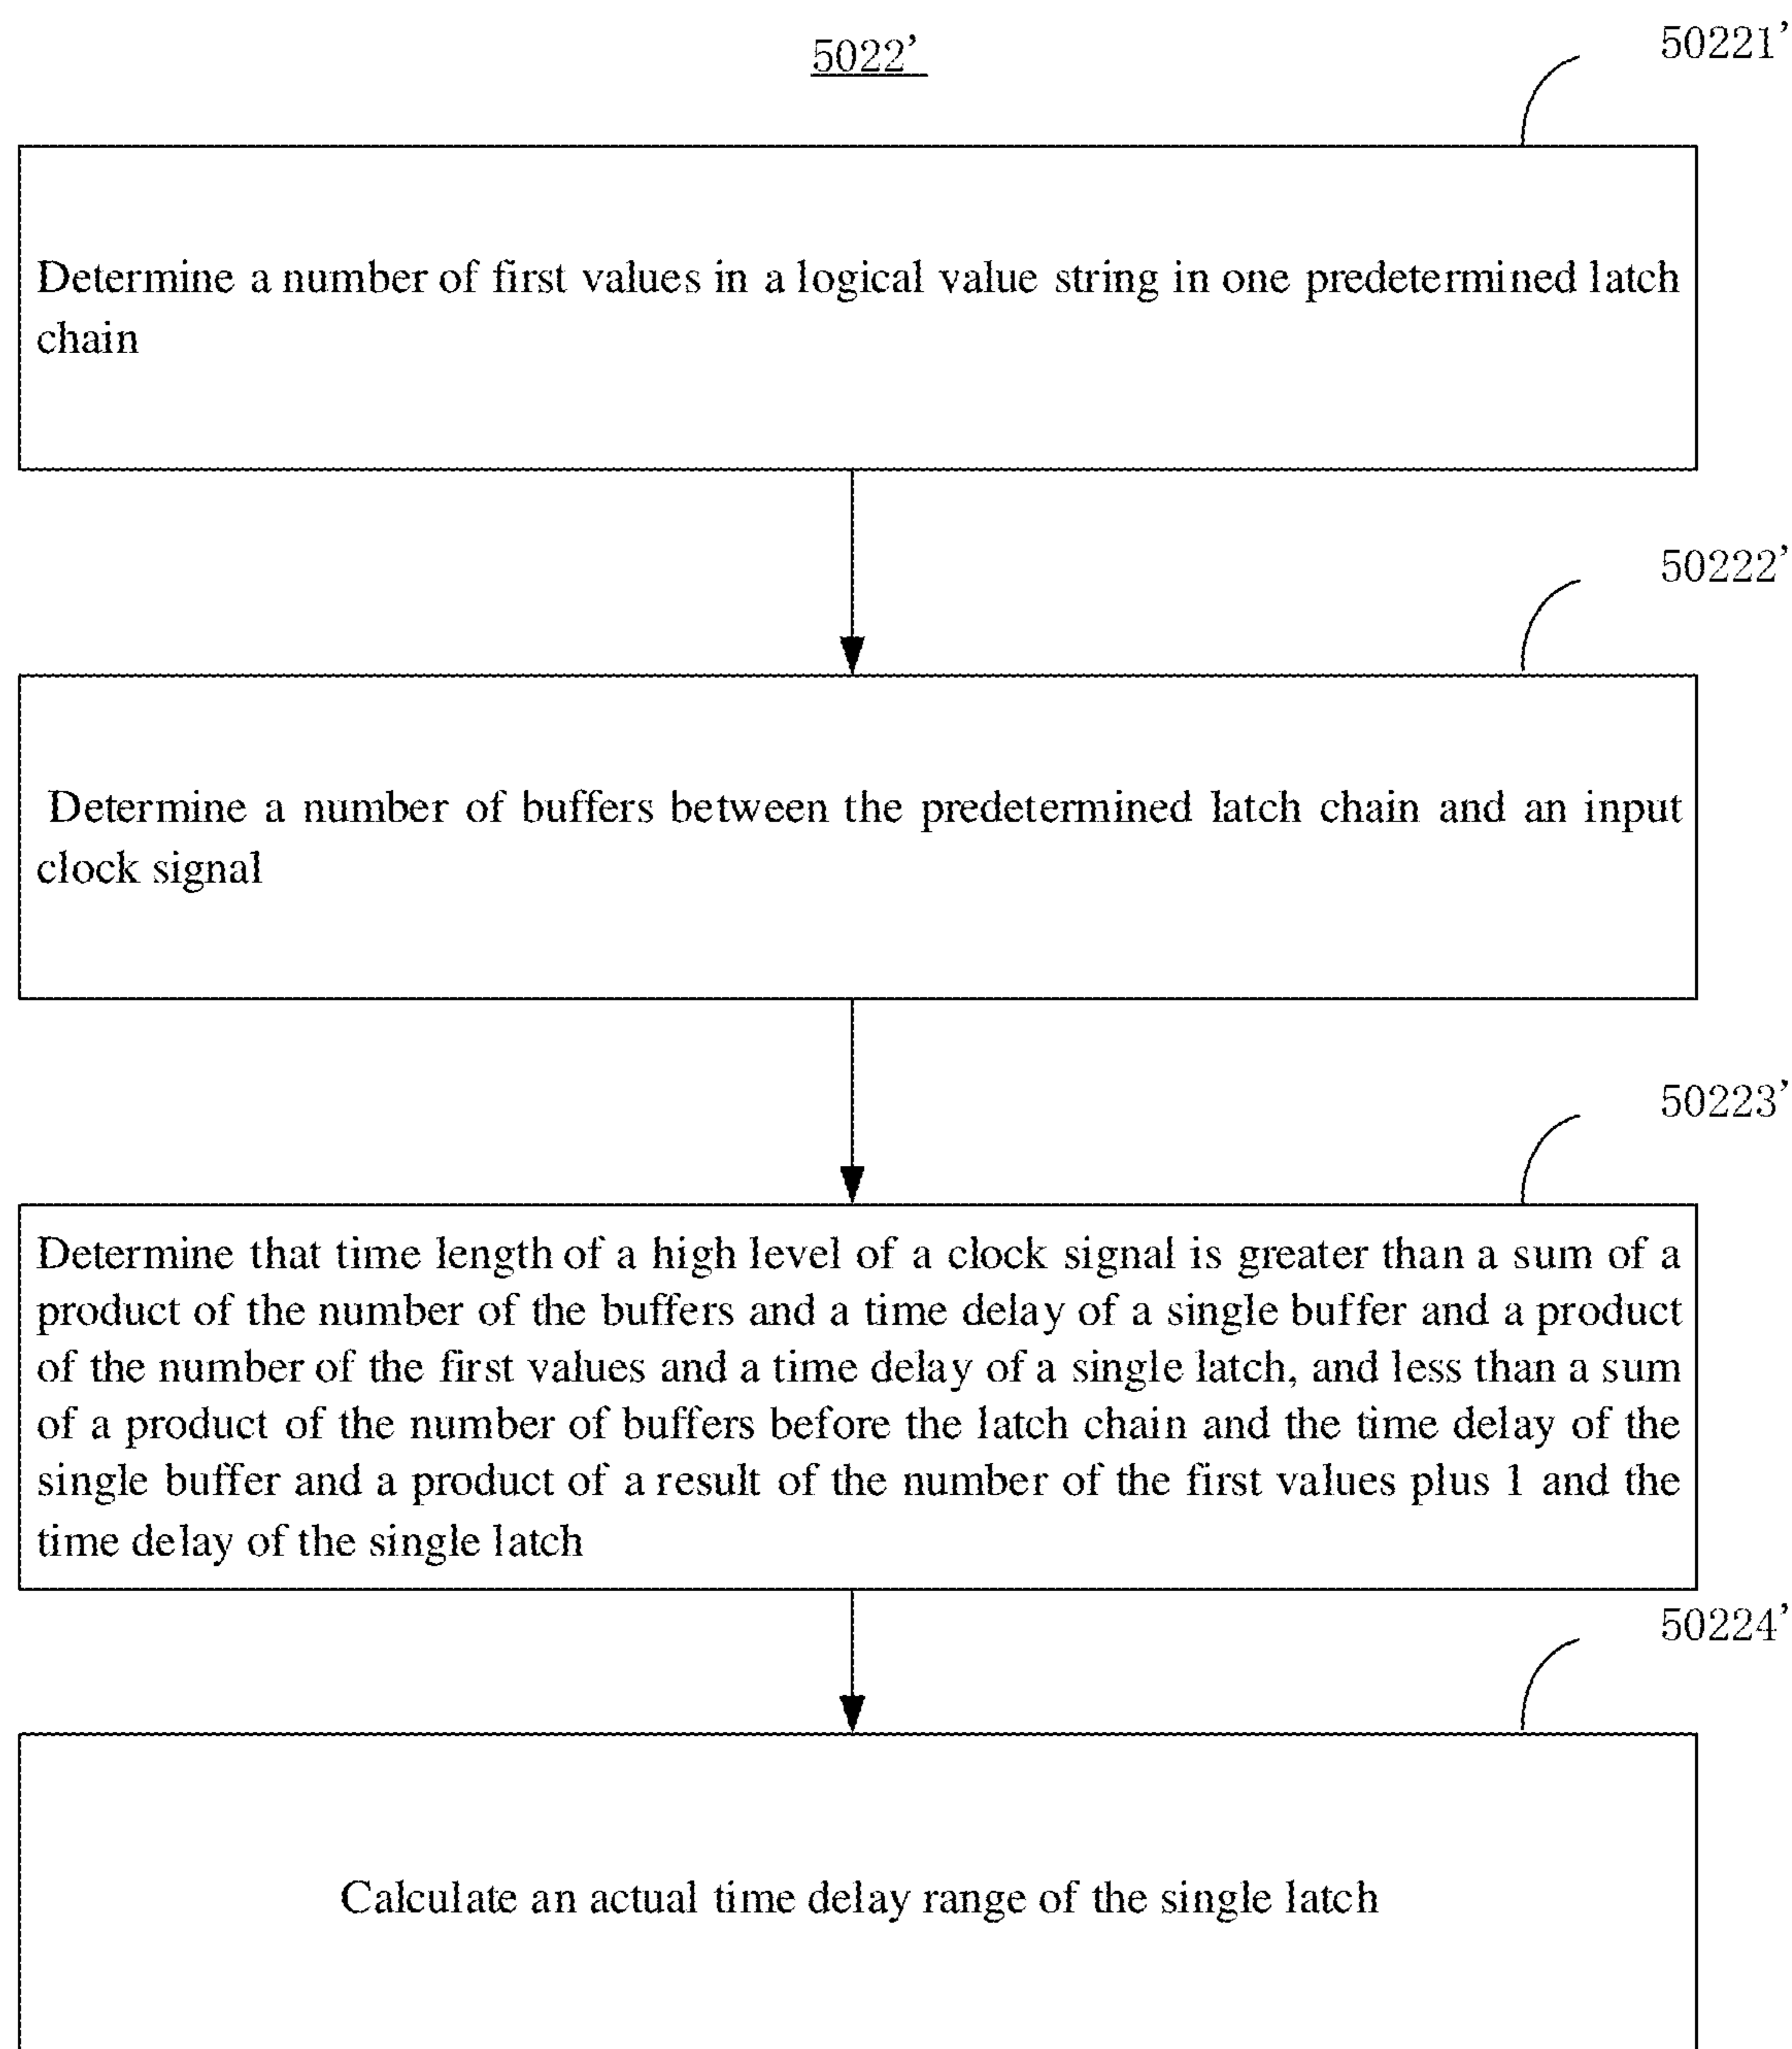 5022’
50221’
Determine a number of first values in a logical value string in one predetermined latch
chain
50222’
Determine a number of buffers between the predetermined latch chain and an input
clock signal
50223’
Determine that time length of a high level of a clock signal is greater than a sum of a
product of the number of the buffers and a time delay of a single buffer and a product
of the number of the first values and a time delay of a single latch, and less than a sum
of a product of the number of buffers before the latch chain and the time delay of the
single buffer and a product of a result of the number of the first values plus 1 and the
time delay of the single latch
50224’
Calculate an actual time delay range of the single latch